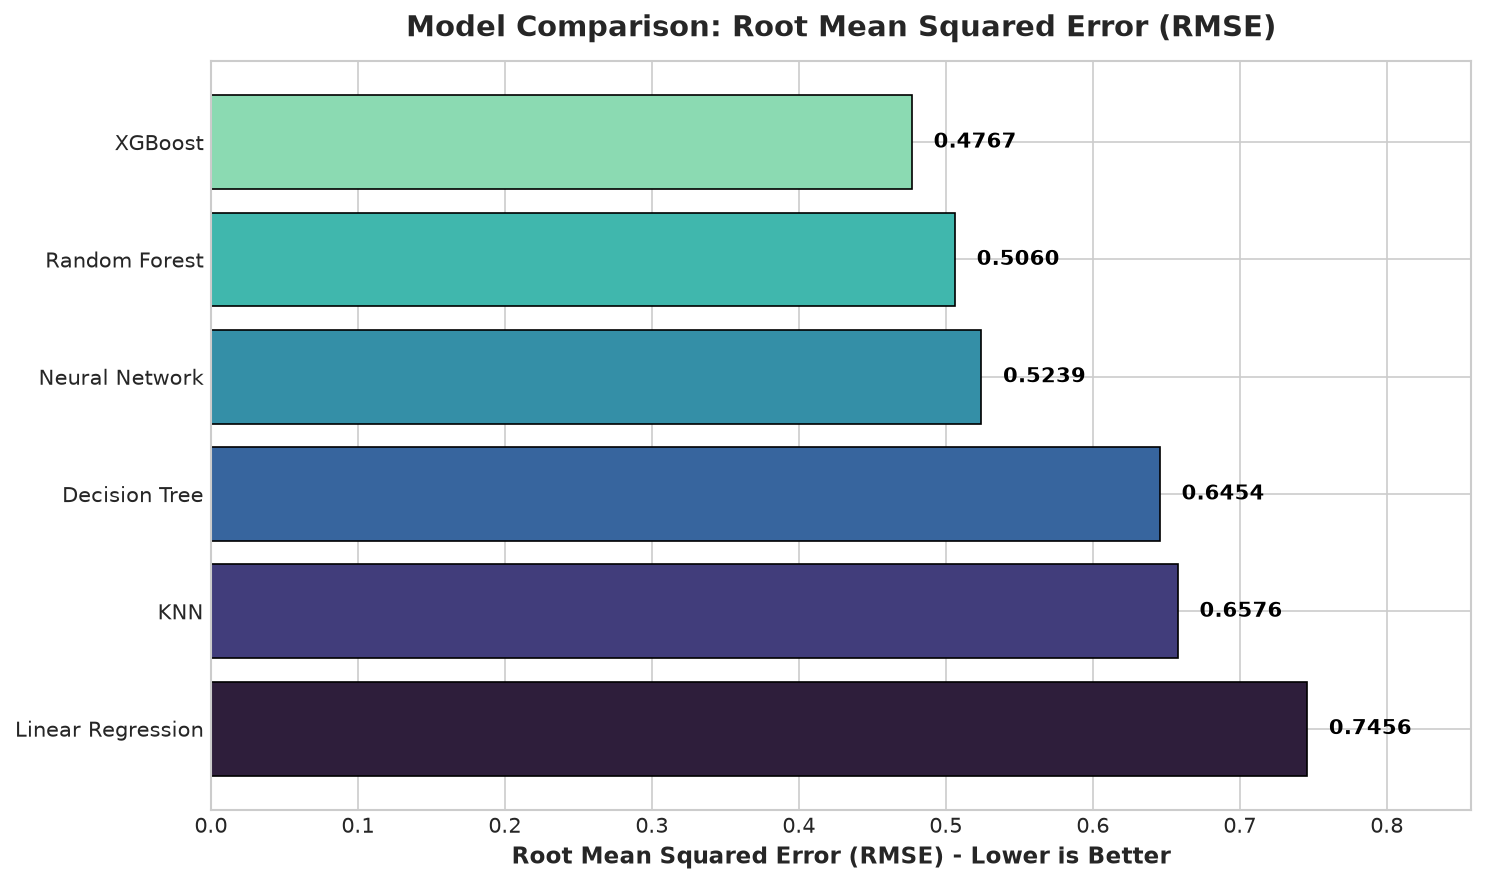 Model Comparison: Root Mean Squared Error (RMSE)
XGBoost
0.4767
Random Forest
0.5060
Neural Network
0.5239
Decision Tree
0.6454
KNN
0.6576
Linear Regression
0.7456
0.0 0.1 0.2 0.3 0.4 0.5 0.6 0.7 0.8
Root Mean Squared Error (RMSE) - Lower is Better